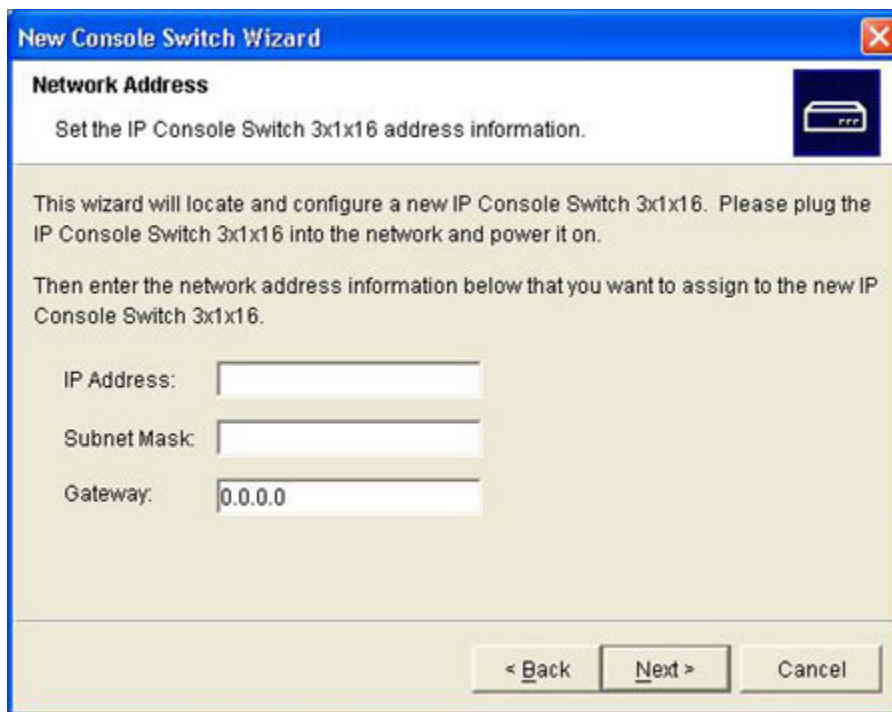 New Console Switch Wizard
Network Address
Set the IP Console Switch 3x1x16 address information.
This wizard will locate and configure a new IP Console Switch 3x1x16. Please plug the
IP Console Switch 3x1x16 into the network and power it on.
Then enter the network address information below that you want to assign to the new IP
Console Switch 3x1x16.
IP Address:
Subnet Mask:
Gateway: 0.0.0.0
< Back Next > Cancel